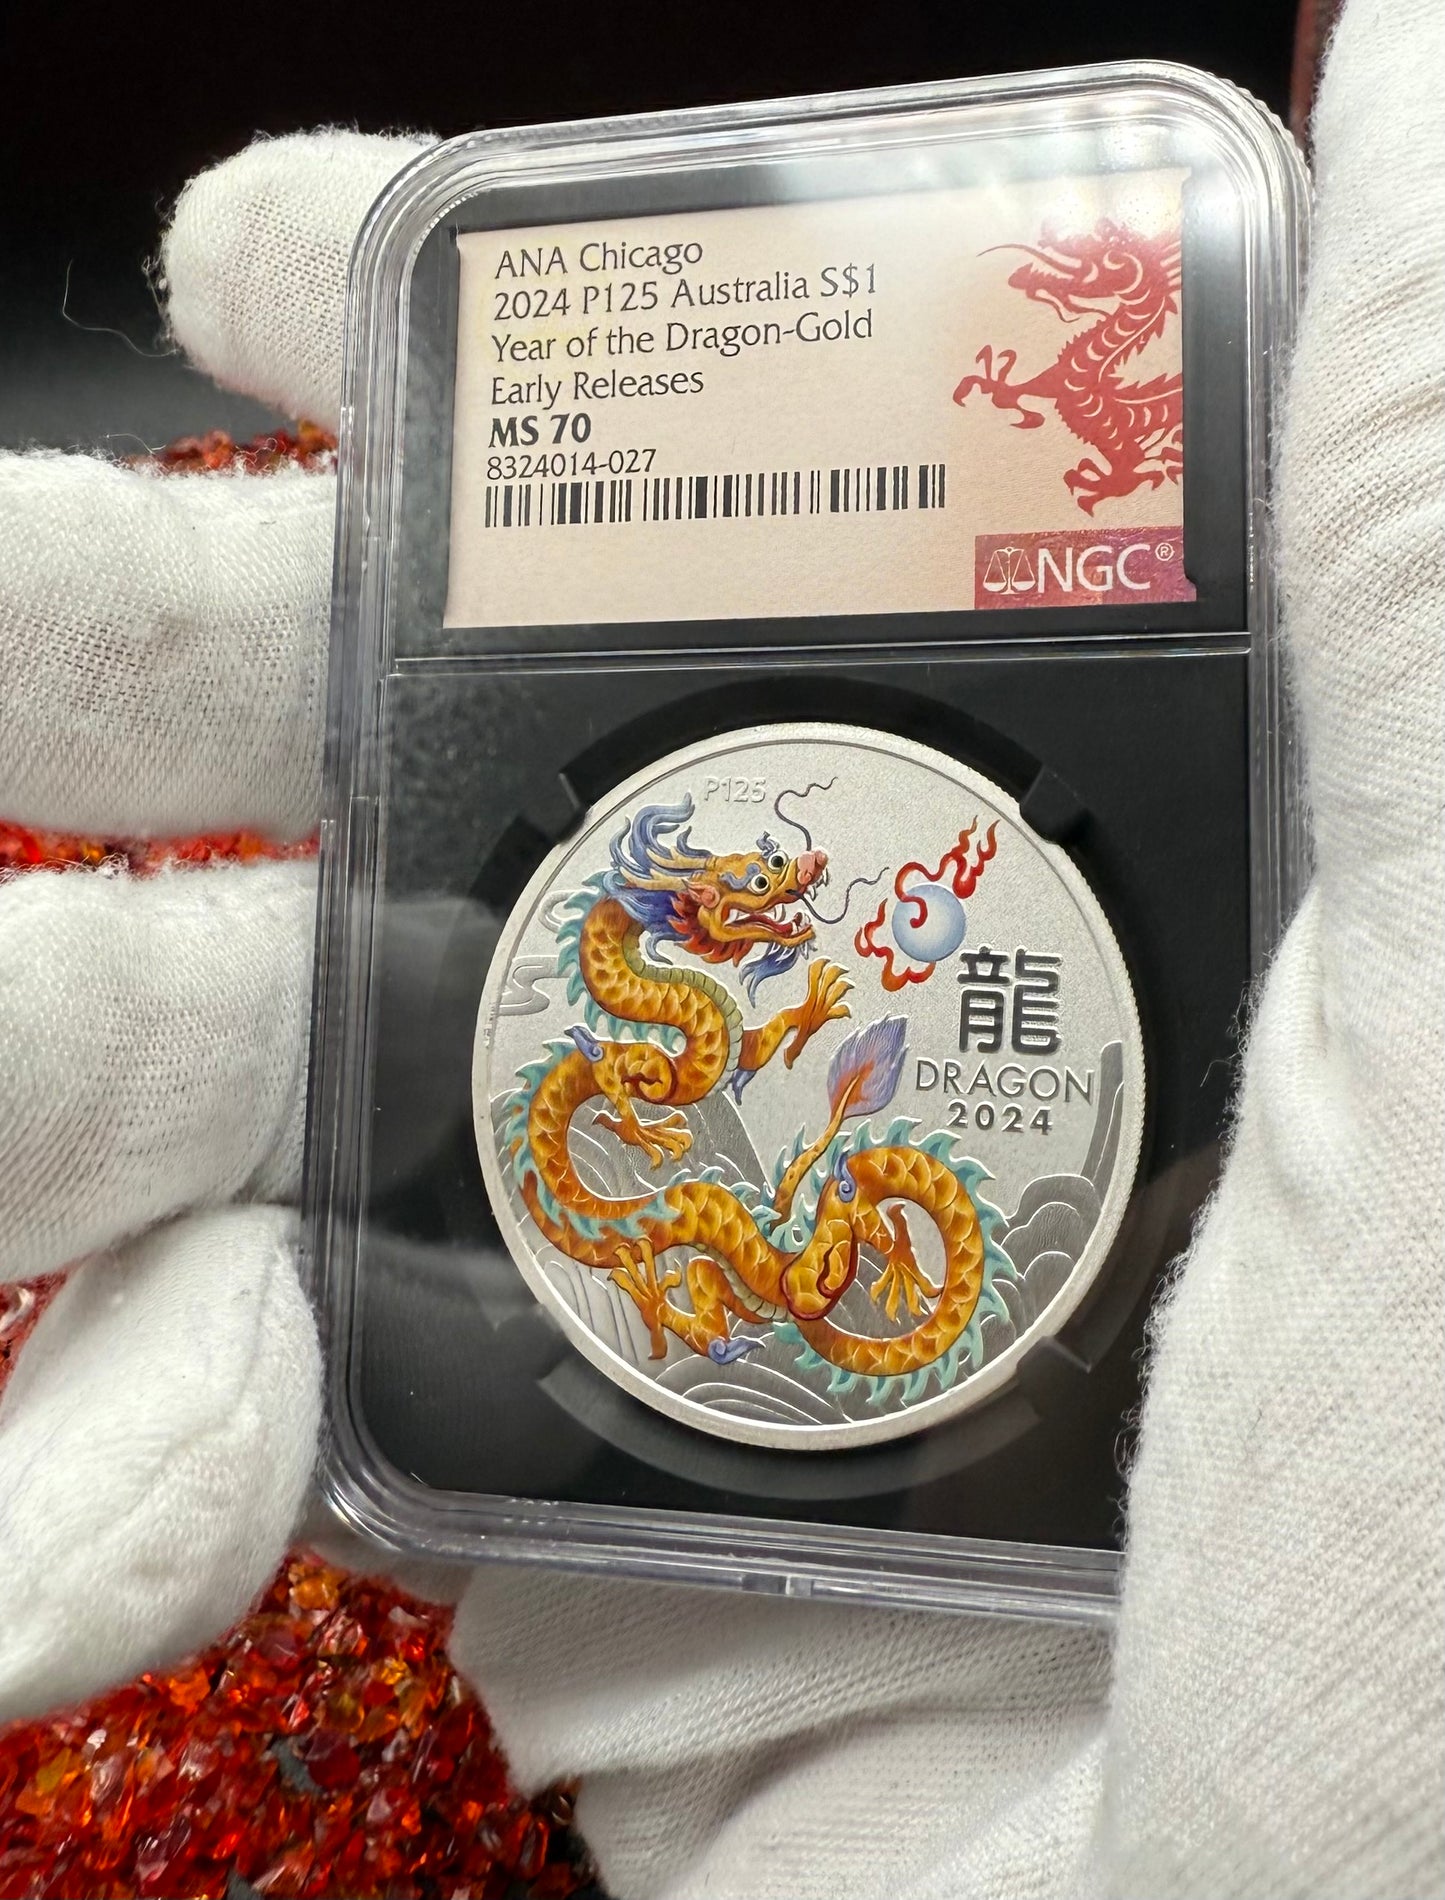 ANA Chicago
2024 P125 Australia S$1
Year of the Dragon-Gold
Early Releases
MS 70
8324014-027
NGC®
P125
龍
DRAGON
2024